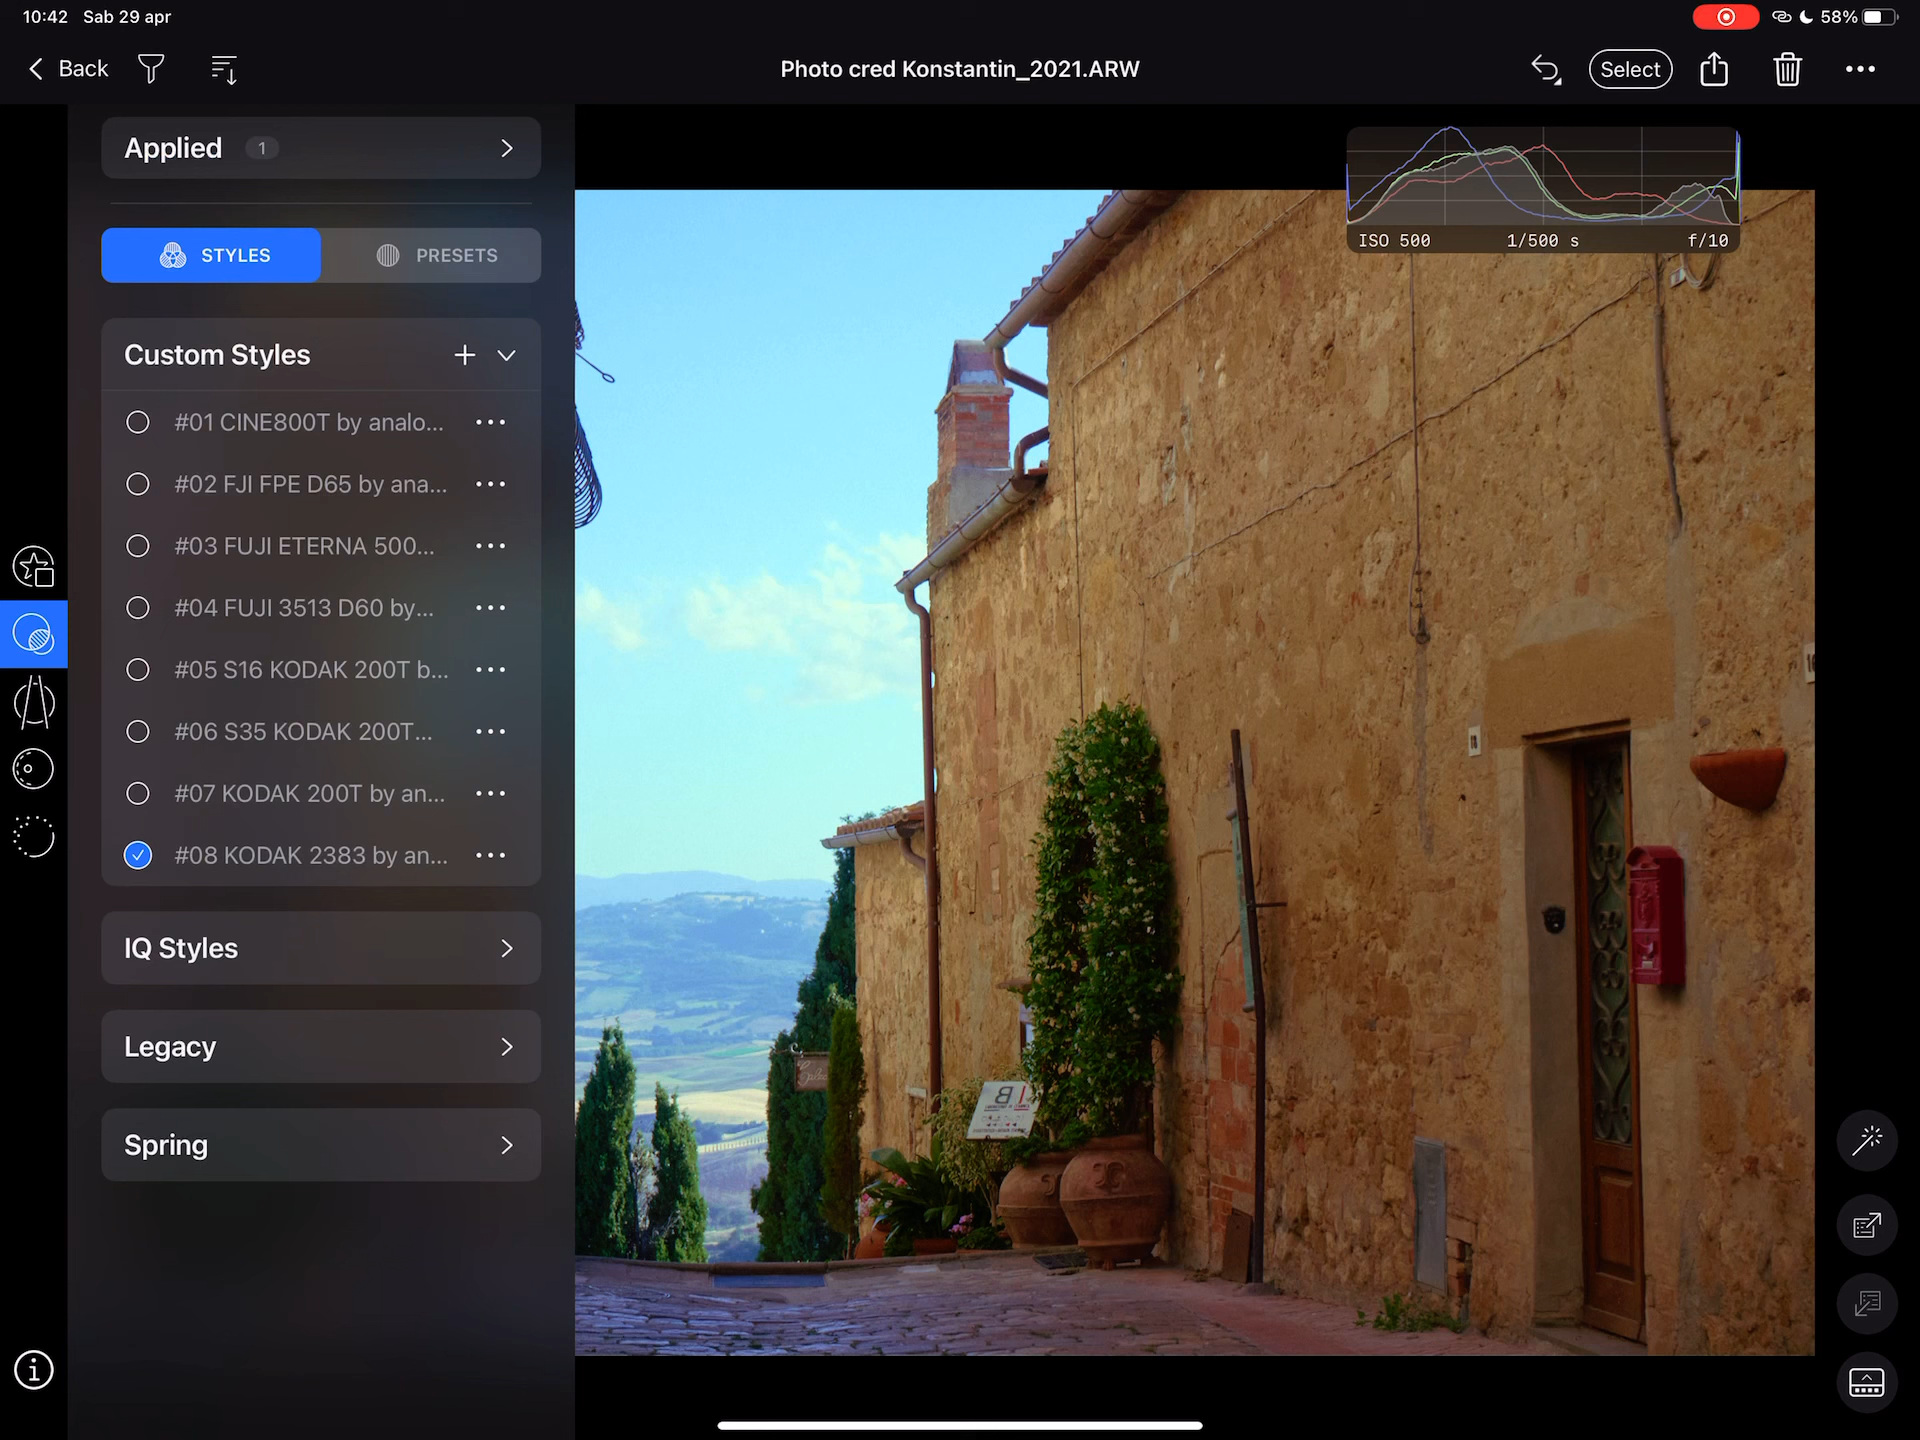 10:42 Sab 29 apr
58%
Back
Photo cred Konstantin_2021.ARW
Select
Applied 1
STYLES
PRESETS
Custom Styles
#01 CINE800T by analo...
#02 FJI FPE D65 by ana...
#03 FUJI ETERNA 500...
#04 FUJI 3513 D60 by...
#05 S16 KODAK 200T b...
#06 S35 KODAK 200T...
#07 KODAK 200T by an...
#08 KODAK 2383 by an...
IQ Styles
Legacy
Spring
ISO 500 1/500 s f/10